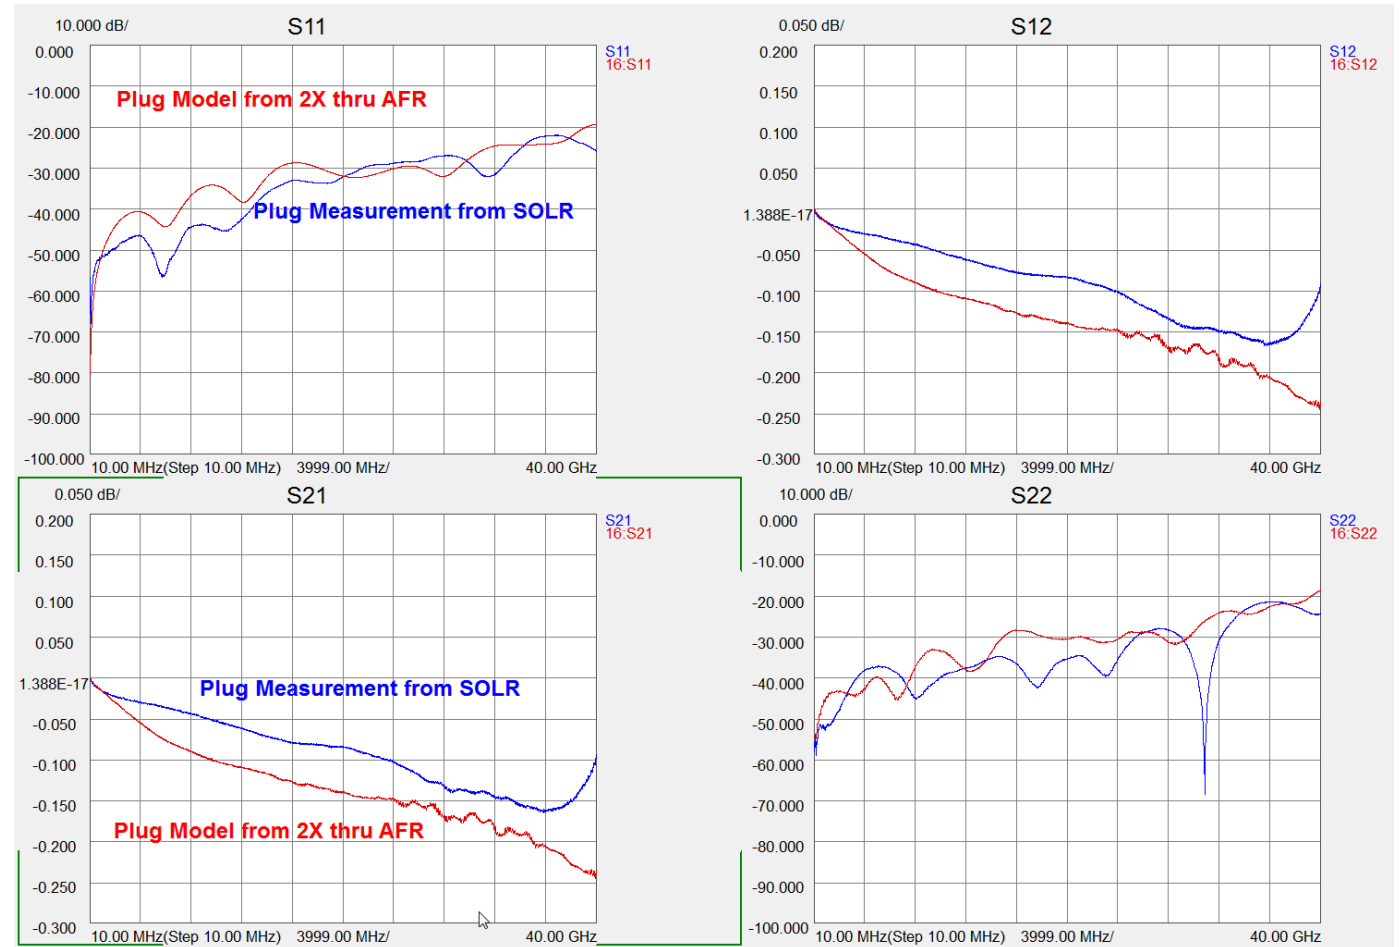 10.000 dB/ S11
0.000
-10.000
-20.000
-30.000
-40.000
-50.000
-60.000
-70.000
-80.000
-90.000
-100.000
S11
16:S11
Plug Model from 2X thru AFR
Plug Measurement from SOLR
10.00 MHz(Step 10.00 MHz) 3999.00 MHz/ 40.00 GHz
0.050 dB/ S12
0.200
0.150
0.100
0.050
1.388E-17
-0.050
-0.100
-0.150
-0.200
-0.250
-0.300
S12
16:S12
10.00 MHz(Step 10.00 MHz) 3999.00 MHz/ 40.00 GHz
0.050 dB/ S21
0.200
0.150
0.100
0.050
1.388E-17
-0.050
-0.100
-0.150
-0.200
-0.250
-0.300
S21
16:S21
Plug Measurement from SOLR
Plug Model from 2X thru AFR
10.00 MHz(Step 10.00 MHz) 3999.00 MHz/ 40.00 GHz
10.000 dB/ S22
0.000
-10.000
-20.000
-30.000
-40.000
-50.000
-60.000
-70.000
-80.000
-90.000
-100.000
S22
16:S22
10.00 MHz(Step 10.00 MHz) 3999.00 MHz/ 40.00 GHz